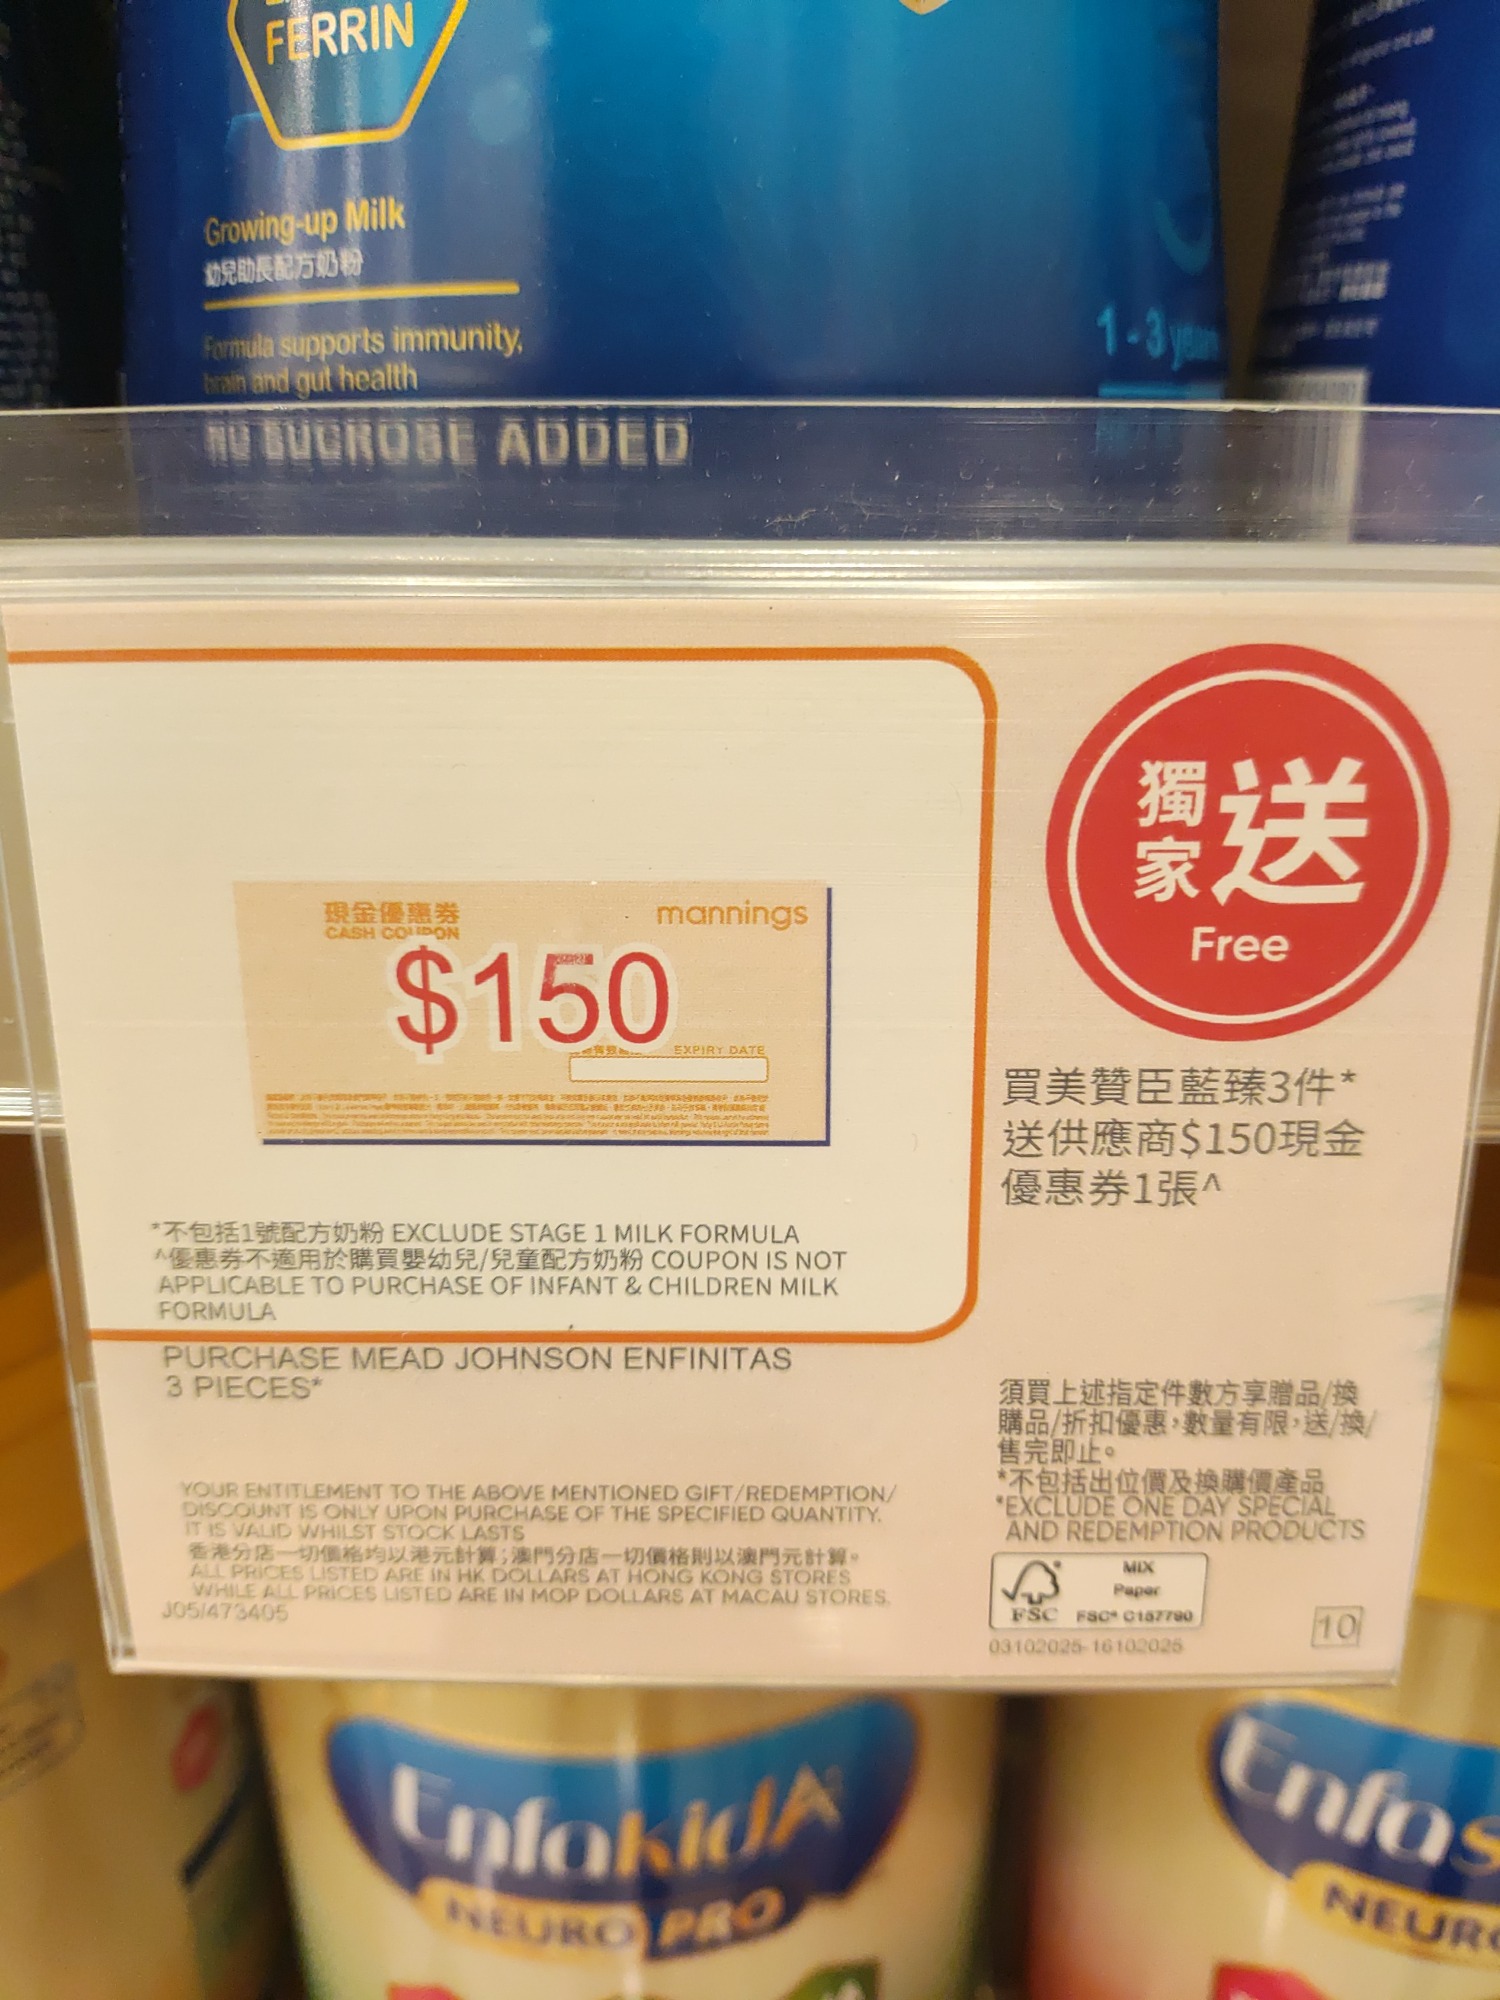 FERRIN
Growing-up Milk
幼兒助長配方奶粉
Formula supports immunity,
brain and gut health
NO SUCROSE ADDED
1 - 3 years
獨家送
Free
現金優惠券
CASH COUPON
mannings
$150
EXPIRY DATE
買美贊臣藍臻3件*
送供應商$150現金
優惠券1張^
*不包括1號配方奶粉 EXCLUDE STAGE 1 MILK FORMULA
^優惠券不適用於購買嬰幼兒/兒童配方奶粉 COUPON IS NOT
APPLICABLE TO PURCHASE OF INFANT & CHILDREN MILK
FORMULA
PURCHASE MEAD JOHNSON ENFINITAS
3 PIECES*
須買上述指定件數方享贈品/換
購品/折扣優惠，數量有限，送/換/
售完即止。
*不包括出位價及換購價產品
*EXCLUDE ONE DAY SPECIAL
AND REDEMPTION PRODUCTS
YOUR ENTITLEMENT TO THE ABOVE MENTIONED GIFT/REDEMPTION/
DISCOUNT IS ONLY UPON PURCHASE OF THE SPECIFIED QUANTITY.
IT IS VALID WHILST STOCK LASTS
香港分店一切價格均以港元計算；澳門分店一切價格則以澳門元計算。
ALL PRICES LISTED ARE IN HK DOLLARS AT HONG KONG STORES
WHILE ALL PRICES LISTED ARE IN MOP DOLLARS AT MACAU STORES.
J05/473405
FSC
MIX
Paper
FSC® C157790
03102025-16102025
10
Enfakid A+
NEURO PRO
Enfas
NEURO